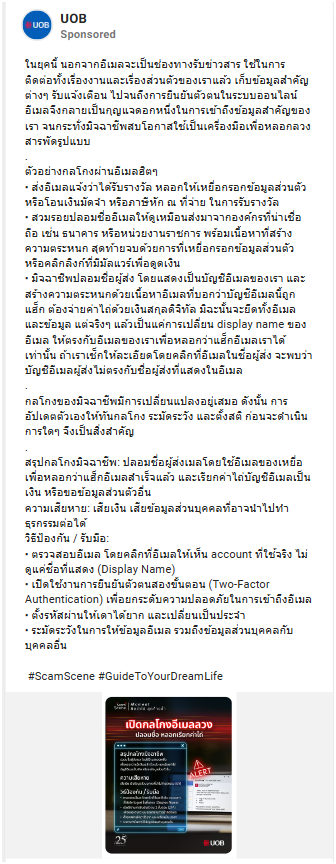 UOB
UOB
Sponsored
ในยุคนี้ นอกจากอีเมลจะเป็นช่องทางรับข่าวสาร ใช้ในการ
ติดต่อทั้งเรื่องงานและเรื่องส่วนตัวของเราแล้ว เก็บข้อมูลสำคัญ
ต่างๆ รับแจ้งเตือน ไปจนถึงการยืนยันตัวตนในระบบออนไลน์
อีเมลจึงกลายเป็นกุญแจดอกหนึ่งในการเข้าถึงข้อมูลสำคัญของ
เรา จนกระทั่งมิจฉาชีพสบโอกาสใช้เป็นเครื่องมือเพื่อหลอกลวง
สารพัดรูปแบบ
.
ตัวอย่างกลโกงผ่านอีเมลฮิตๆ
• ส่งอีเมลแจ้งว่าได้รับรางวัล หลอกให้เหยื่อกรอกข้อมูลส่วนตัว
หรือโอนเงินมัดจำ หรือภาษีหัก ณ ที่จ่าย ในการรับรางวัล
• สวมรอยปลอมชื่ออีเมลให้ดูเหมือนส่งมาจากองค์กรที่น่าเชื่อ
ถือ เช่น ธนาคาร หรือหน่วยงานราชการ พร้อมเนื้อหาที่สร้าง
ความตระหนก สุดท้ายจบด้วยการที่เหยื่อกรอกข้อมูลส่วนตัว
หรือคลิกลิงก์ที่มีมัลแวร์เพื่อดูดเงิน
• มิจฉาชีพปลอมชื่อผู้ส่ง โดยแสดงเป็นบัญชีอีเมลของเรา และ
สร้างความตระหนกด้วยเนื้อหาอีเมลที่บอกว่าบัญชีอีเมลนี้ถูก
แฮ็ก ต้องจ่ายค่าไถ่ด้วยเงินสกุลดิจิทัล มิฉะนั้นจะยึดทั้งอีเมล
และข้อมูล แต่จริงๆ แล้วเป็นแค่การเปลี่ยน display name ของ
อีเมล ให้ตรงกับอีเมลของเราเพื่อหลอกว่าแฮ็กอีเมลเราได้
เท่านั้น ถ้าเราเช็กให้ละเอียดโดยคลิกที่อีเมลในชื่อผู้ส่ง จะพบว่า
บัญชีอีเมลผู้ส่งไม่ตรงกับชื่อผู้ส่งที่แสดงในอีเมล
.
กลโกงของมิจฉาชีพมีการเปลี่ยนแปลงอยู่เสมอ ดังนั้น การ
อัปเดตตัวเองให้ทันกลโกง ระมัดระวัง และตั้งสติ ก่อนจะดำเนิน
การใดๆ จึงเป็นสิ่งสำคัญ
.
สรุปกลโกงมิจฉาชีพ: ปลอมชื่อผู้ส่งเมลโดยใช้อีเมลของเหยื่อ
เพื่อหลอกว่าแฮ็กอีเมลสำเร็จแล้ว และเรียกค่าไถ่บัญชีอีเมลเป็น
เงิน หรือขอข้อมูลส่วนตัวอื่น
ความเสียหาย: เสียเงิน เสียข้อมูลส่วนบุคคลที่อาจนำไปทำ
ธุรกรรมต่อได้
วิธีป้องกัน / รับมือ:
• ตรวจสอบอีเมล โดยคลิกที่อีเมลให้เห็น account ที่ใช้จริง ไม่
ดูแค่ชื่อที่แสดง (Display Name)
• เปิดใช้งานการยืนยันตัวตนสองขั้นตอน (Two-Factor
Authentication) เพื่อยกระดับความปลอดภัยในการเข้าถึงอีเมล
• ตั้งรหัสผ่านให้เดาได้ยาก และเปลี่ยนเป็นประจำ
• ระมัดระวังในการให้ข้อมูลอีเมล รวมถึงข้อมูลส่วนบุคคลกับ
บุคคลอื่น
#ScamScene #GuideToYourDreamLife
เปิดกลโกงอีเมลลวง
ปลอมชื่อ หลอกเรียกค่าไถ่
สรุปกลโกงมิจฉาชีพ
ความเสียหาย
วิธีป้องกัน / รับมือ
ALERT
25
UOB